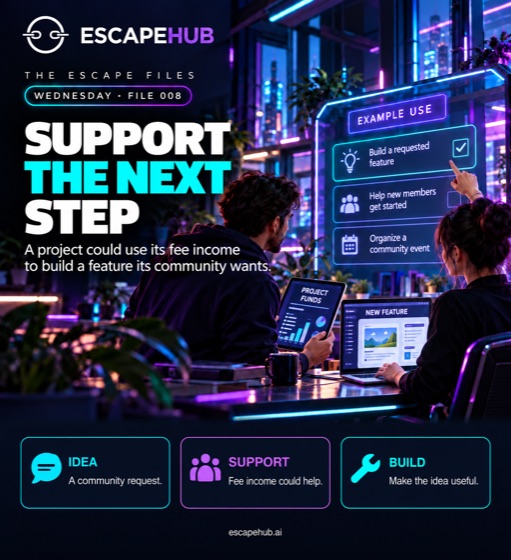 ESCAPEHUB
THE ESCAPE FILES
WEDNESDAY • FILE 008
SUPPORT
THE NEXT
STEP
A project could use its fee income
to build a feature its community wants.
EXAMPLE USE
Build a requested
feature
Help new members
get started
Organize a
community event
PROJECT
FUNDS
NEW FEATURE
IDEA
A community request.
SUPPORT
Fee income could help.
BUILD
Make the idea useful.
escapehub.ai